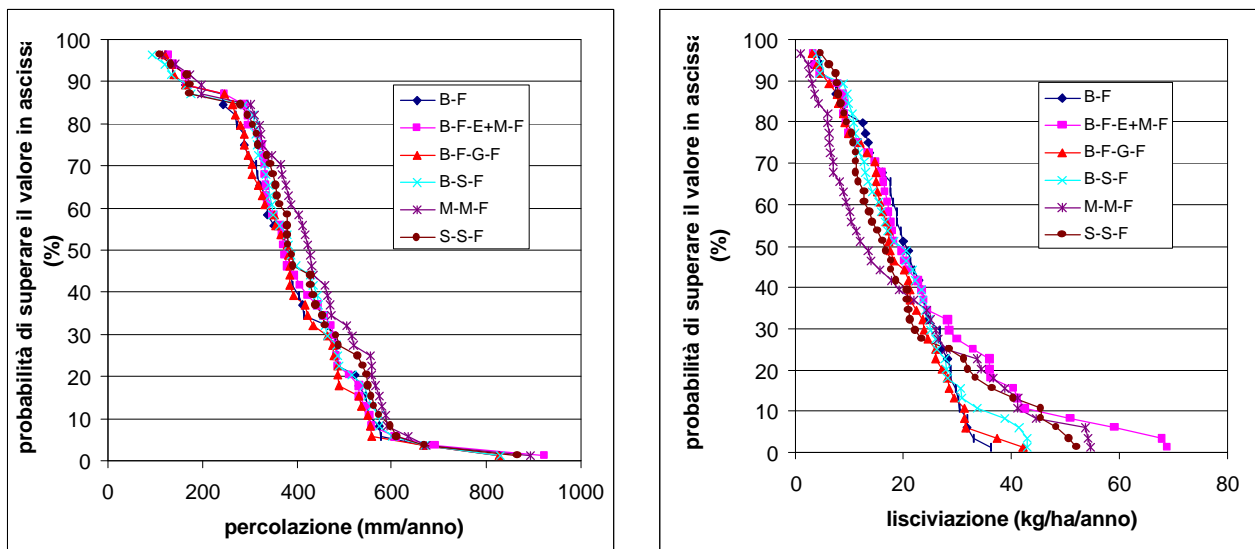 probabilità di superare il valore in ascissa
(%)
100
90
80
70
60
50
40
30
20
10
0
B-F
B-F-E+M-F
B-F-G-F
B-S-F
M-M-F
S-S-F
0
200
400
600
800
1000
percolazione (mm/anno)
probabilità di superare il valore in ascissa
(%)
100
90
80
70
60
50
40
30
20
10
0
B-F
B-F-E+M-F
B-F-G-F
B-S-F
M-M-F
S-S-F
0
20
40
60
80
lisciviazione (kg/ha/anno)